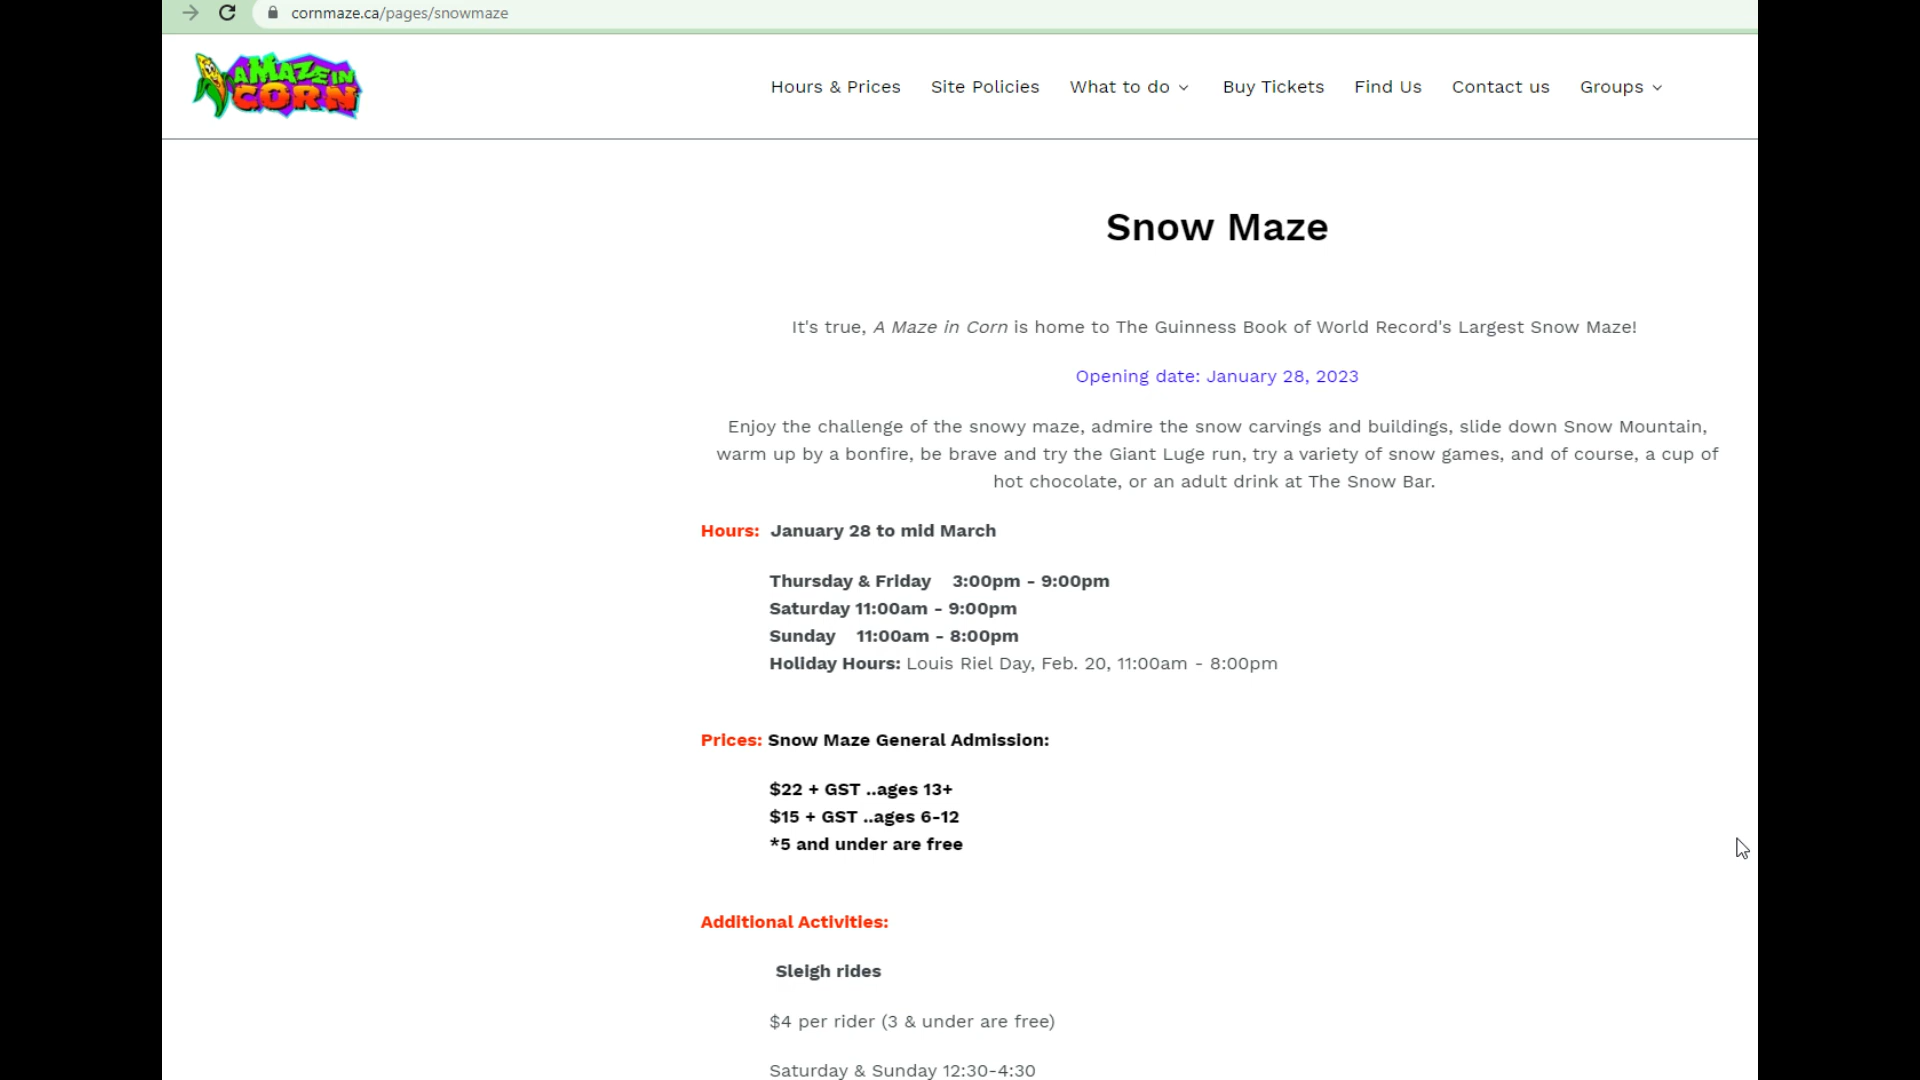 cornmaze.ca/pages/snowmaze
A MAZE IN
CORN
Hours & Prices Site Policies What to do Buy Tickets Find Us Contact us Groups
Snow Maze
It's true, A Maze in Corn is home to The Guinness Book of World Record's Largest Snow Maze!
Opening date: January 28, 2023
Enjoy the challenge of the snowy maze, admire the snow carvings and buildings, slide down Snow Mountain,
warm up by a bonfire, be brave and try the Giant Luge run, try a variety of snow games, and of course, a cup of
hot chocolate, or an adult drink at The Snow Bar.
Hours: January 28 to mid March
Thursday & Friday 3:00pm - 9:00pm
Saturday 11:00am - 9:00pm
Sunday 11:00am - 8:00pm
Holiday Hours: Louis Riel Day, Feb. 20, 11:00am - 8:00pm
Prices: Snow Maze General Admission:
$22 + GST ..ages 13+
$15 + GST ..ages 6-12
*5 and under are free
Additional Activities:
Sleigh rides
$4 per rider (3 & under are free)
Saturday & Sunday 12:30-4:30